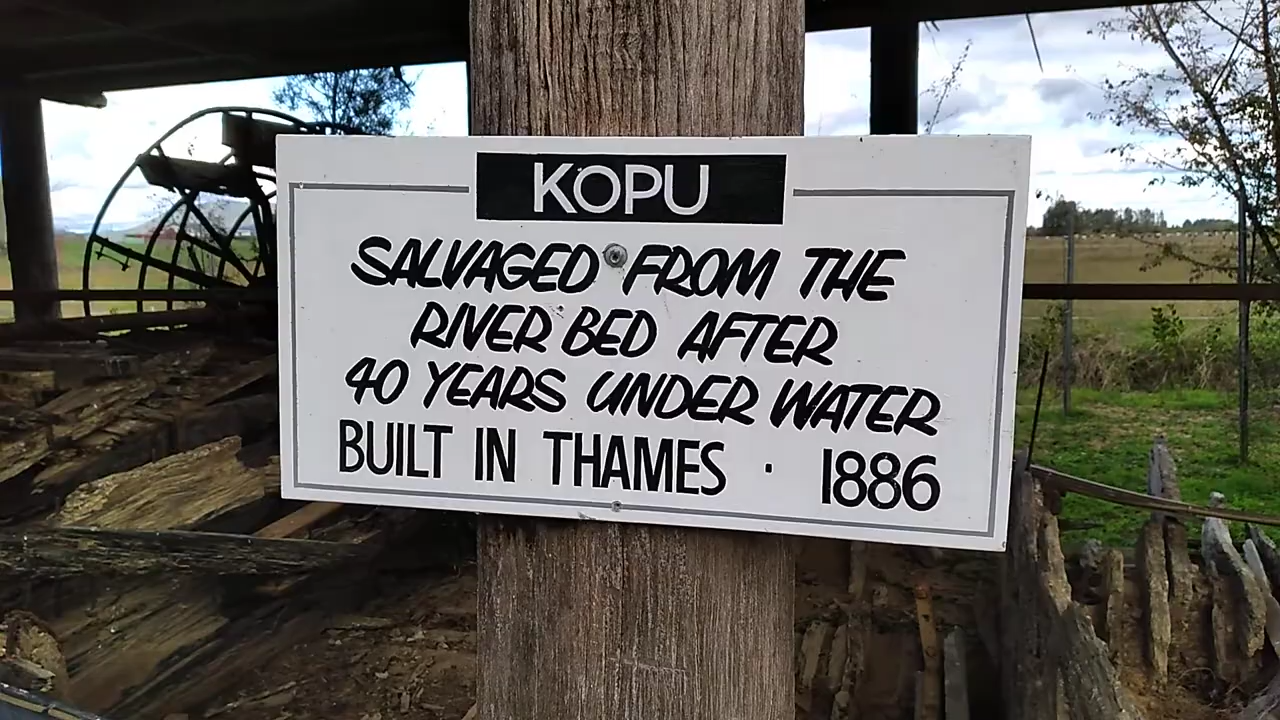 KOPU
SALVAGED FROM THE
RIVER BED AFTER
40 YEARS UNDER WATER
BUILT IN THAMES · 1886